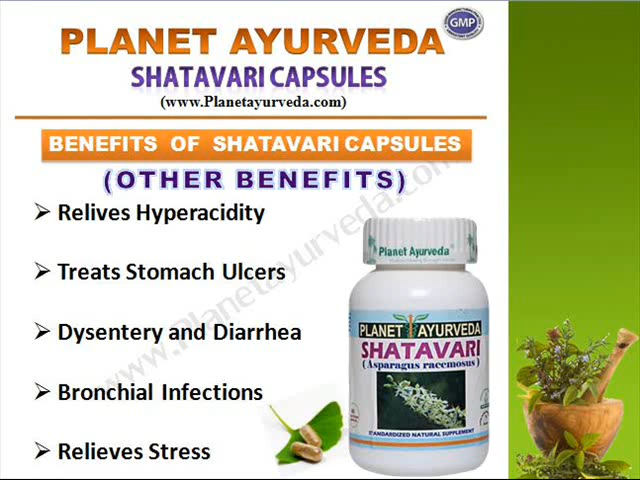 PLANET AYURVEDA
GMP
SHATAVARI CAPSULES
(www.Planetayurveda.com)
BENEFITS OF SHATAVARI CAPSULES
(OTHER BENEFITS)
➢ Relives Hyperacidity
➢ Treats Stomach Ulcers
➢ Dysentery and Diarrhea
➢ Bronchial Infections
➢ Relieves Stress
www.Planetayurveda.com
Planet Ayurveda
PLANET AYURVEDA
SHATAVARI
(Asparagus racemosus)
STANDARDIZED NATURAL SUPPLEMENT